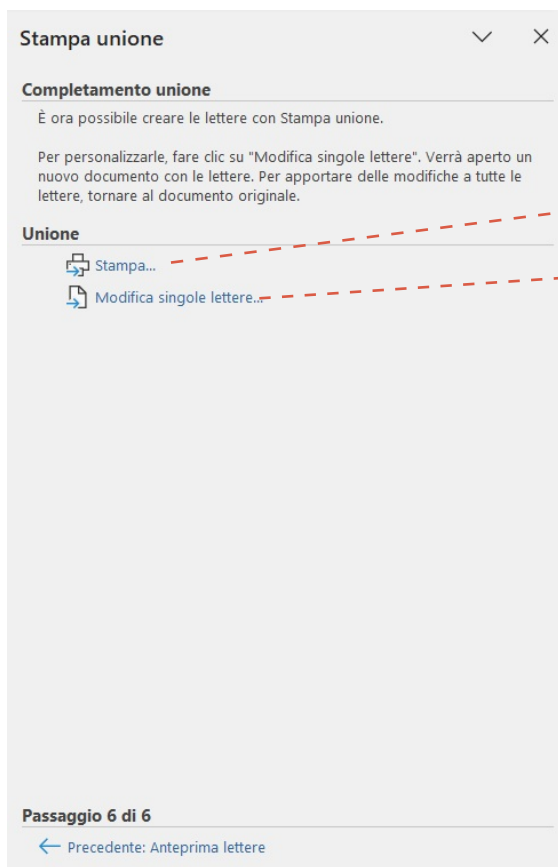 Stampa unione
Completamento unione
È ora possibile creare le lettere con Stampa unione.
Per personalizzarle, fare clic su "Modifica singole lettere". Verrà aperto un
nuovo documento con le lettere. Per apportare delle modifiche a tutte le
lettere, tornare al documento originale.
Unione
Stampa...
Modifica singole lettere...
Passaggio 6 di 6
Precedente: Anteprima lettere